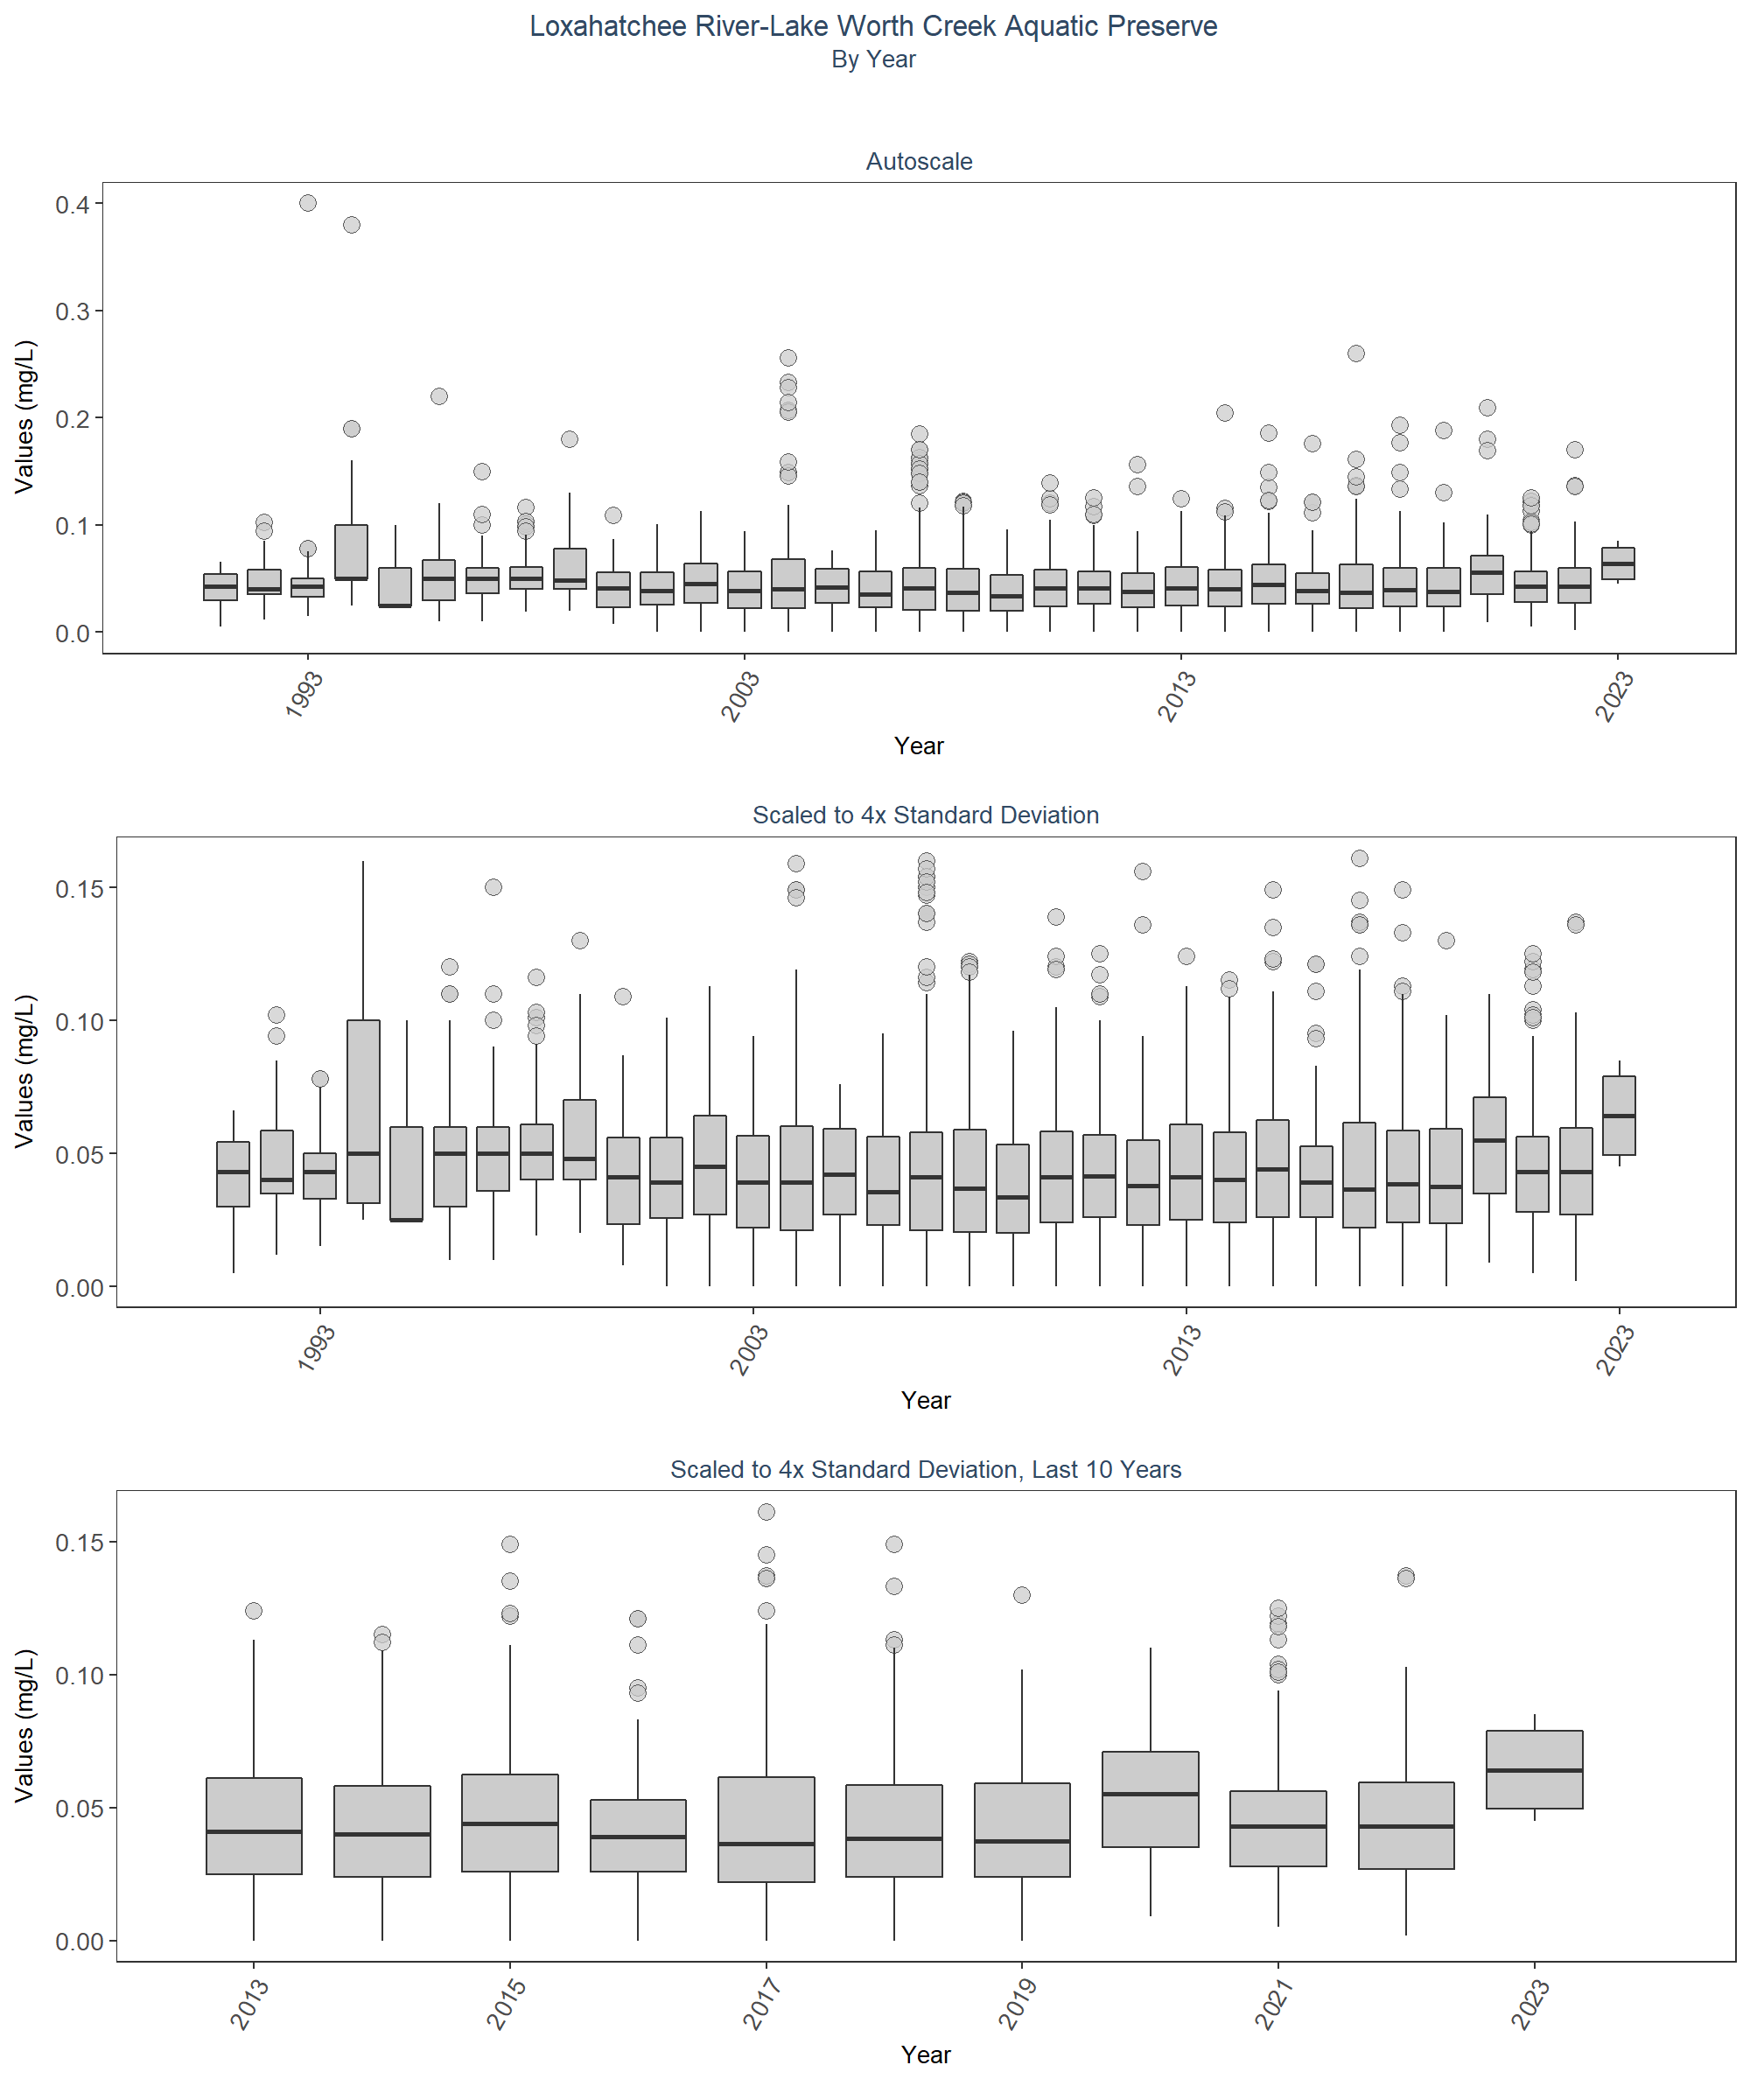 Loxahatchee River-Lake Worth Creek Aquatic Preserve
By Year
Autoscale
Values (mg/L)
0.4
0.3
0.2
0.1
0.0
1993
2003
2013
2023
Year
Scaled to 4x Standard Deviation
Values (mg/L)
0.15
0.10
0.05
0.00
1993
2003
2013
2023
Year
Scaled to 4x Standard Deviation, Last 10 Years
Values (mg/L)
0.15
0.10
0.05
0.00
2013
2015
2017
2019
2021
2023
Year